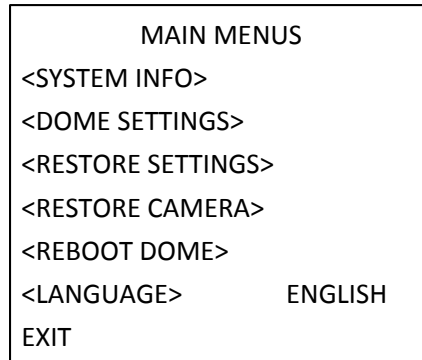 MAIN MENUS
<SYSTEM INFO>
<DOME SETTINGS>
<RESTORE SETTINGS>
<RESTORE CAMERA>
<REBOOT DOME>
<LANGUAGE> ENGLISH
EXIT